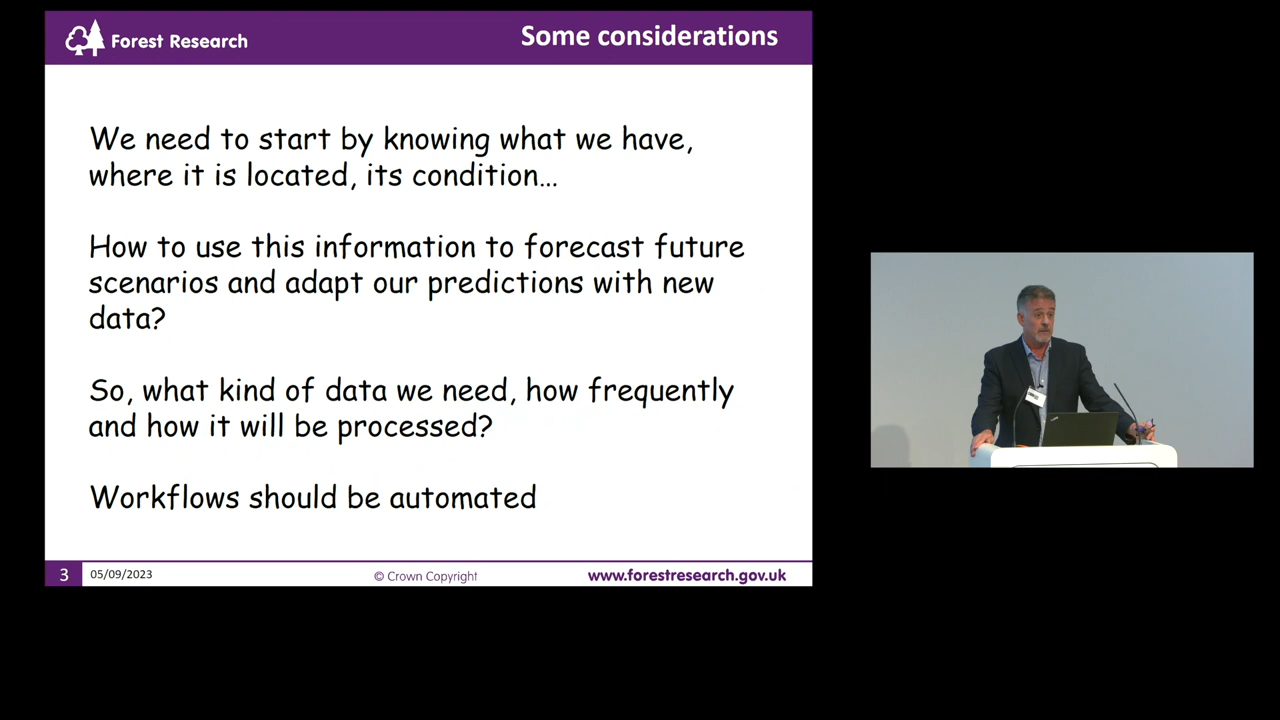 Forest Research
Some considerations
We need to start by knowing what we have,
where it is located, its condition...
How to use this information to forecast future
scenarios and adapt our predictions with new
data?
So, what kind of data we need, how frequently
and how it will be processed?
Workflows should be automated
3
05/09/2023
© Crown Copyright
www.forestresearch.gov.uk